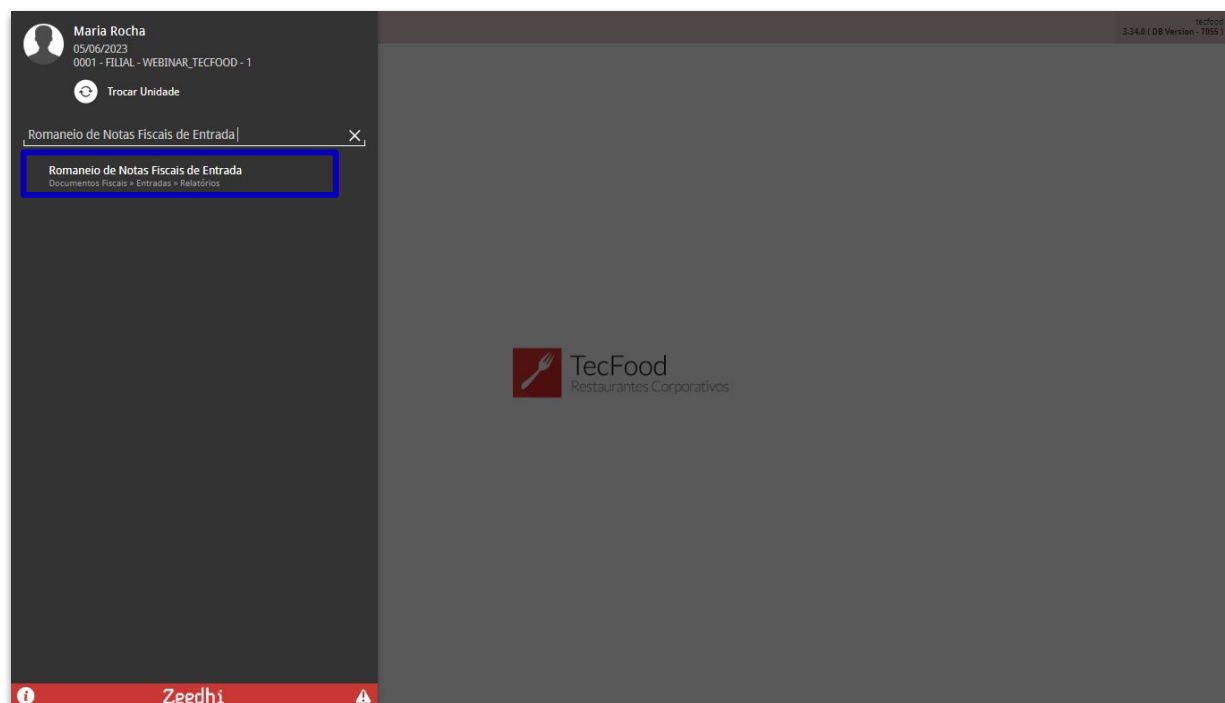 Maria Rocha
05/06/2023
0001 - FILIAL - WEBINAR_TECFOOD - 1
Trocar Unidade
Romaneio de Notas Fiscais de Entrada
Romaneio de Notas Fiscais de Entrada
Documentos Fiscais » Entradas » Relatórios
tecfood
3.34.0 ( DB Version - 7055 )
TecFood
Restaurantes Corporativos
Zeedhi